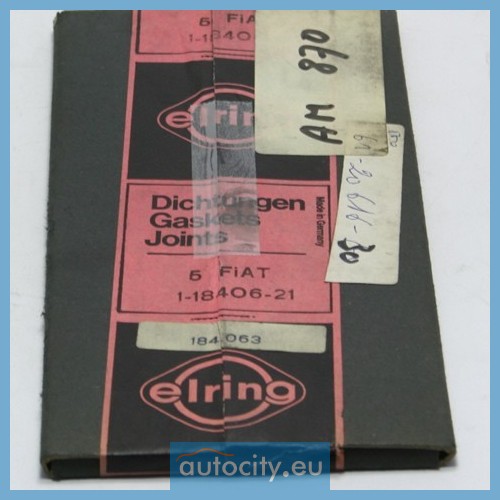 5 FiAT
1-1840
elring
AM 870
Dichtungen
Gaskets
Joints
Made in Germany
5 FiAT
1-18406-21
184.063
elring
autocity.eu